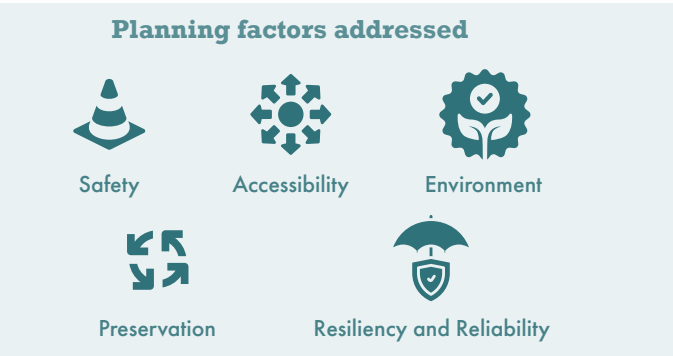 Planning factors addressed
Safety
Accessibility
Environment
Preservation
Resiliency and Reliability